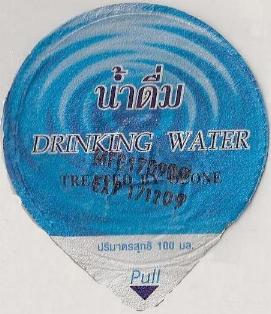 น้ำดื่ม
DRINKING WATER
TREATED BY OZONE
ปริมาตรสุทธิ 100 มล.
Pull